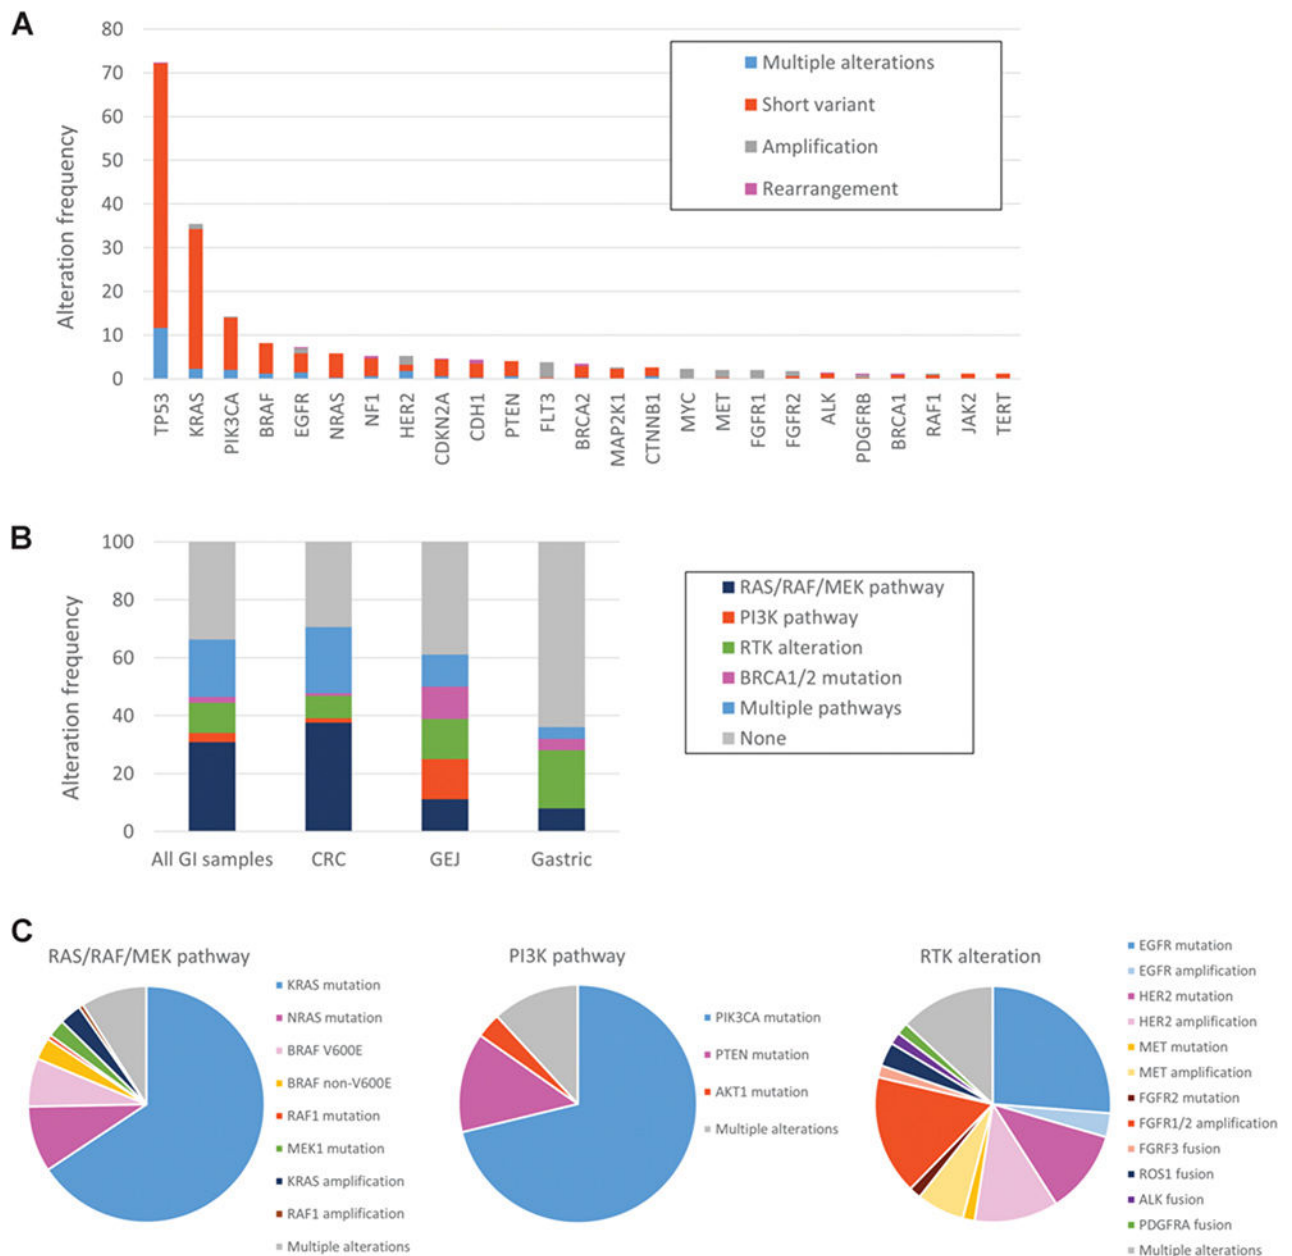 A
Alteration frequency
80
70
60
50
40
30
20
10
0
Multiple alterations
Short variant
Amplification
Rearrangement
TP53
KRAS
PIK3CA
BRAF
EGFR
NRAS
NF1
HER2
CDKN2A
CDH1
PTEN
FLT3
BRCA2
MAP2K1
CTNNB1
MYC
MET
FGFR1
FGFR2
ALK
PDGFRB
BRCA1
RAF1
JAK2
TERT
B
Alteration frequency
100
80
60
40
20
0
All GI samples
CRC
GEJ
Gastric
RAS/RAF/MEK pathway
PI3K pathway
RTK alteration
BRCA1/2 mutation
Multiple pathways
None
C
RAS/RAF/MEK pathway
KRAS mutation
NRAS mutation
BRAF V600E
BRAF non-V600E
RAF1 mutation
MEK1 mutation
KRAS amplification
RAF1 amplification
Multiple alterations
PI3K pathway
PIK3CA mutation
PTEN mutation
AKT1 mutation
Multiple alterations
RTK alteration
EGFR mutation
EGFR amplification
HER2 mutation
HER2 amplification
MET mutation
MET amplification
FGFR2 mutation
FGFR1/2 amplification
FGRF3 fusion
ROS1 fusion
ALK fusion
PDGFRA fusion
Multiple alterations